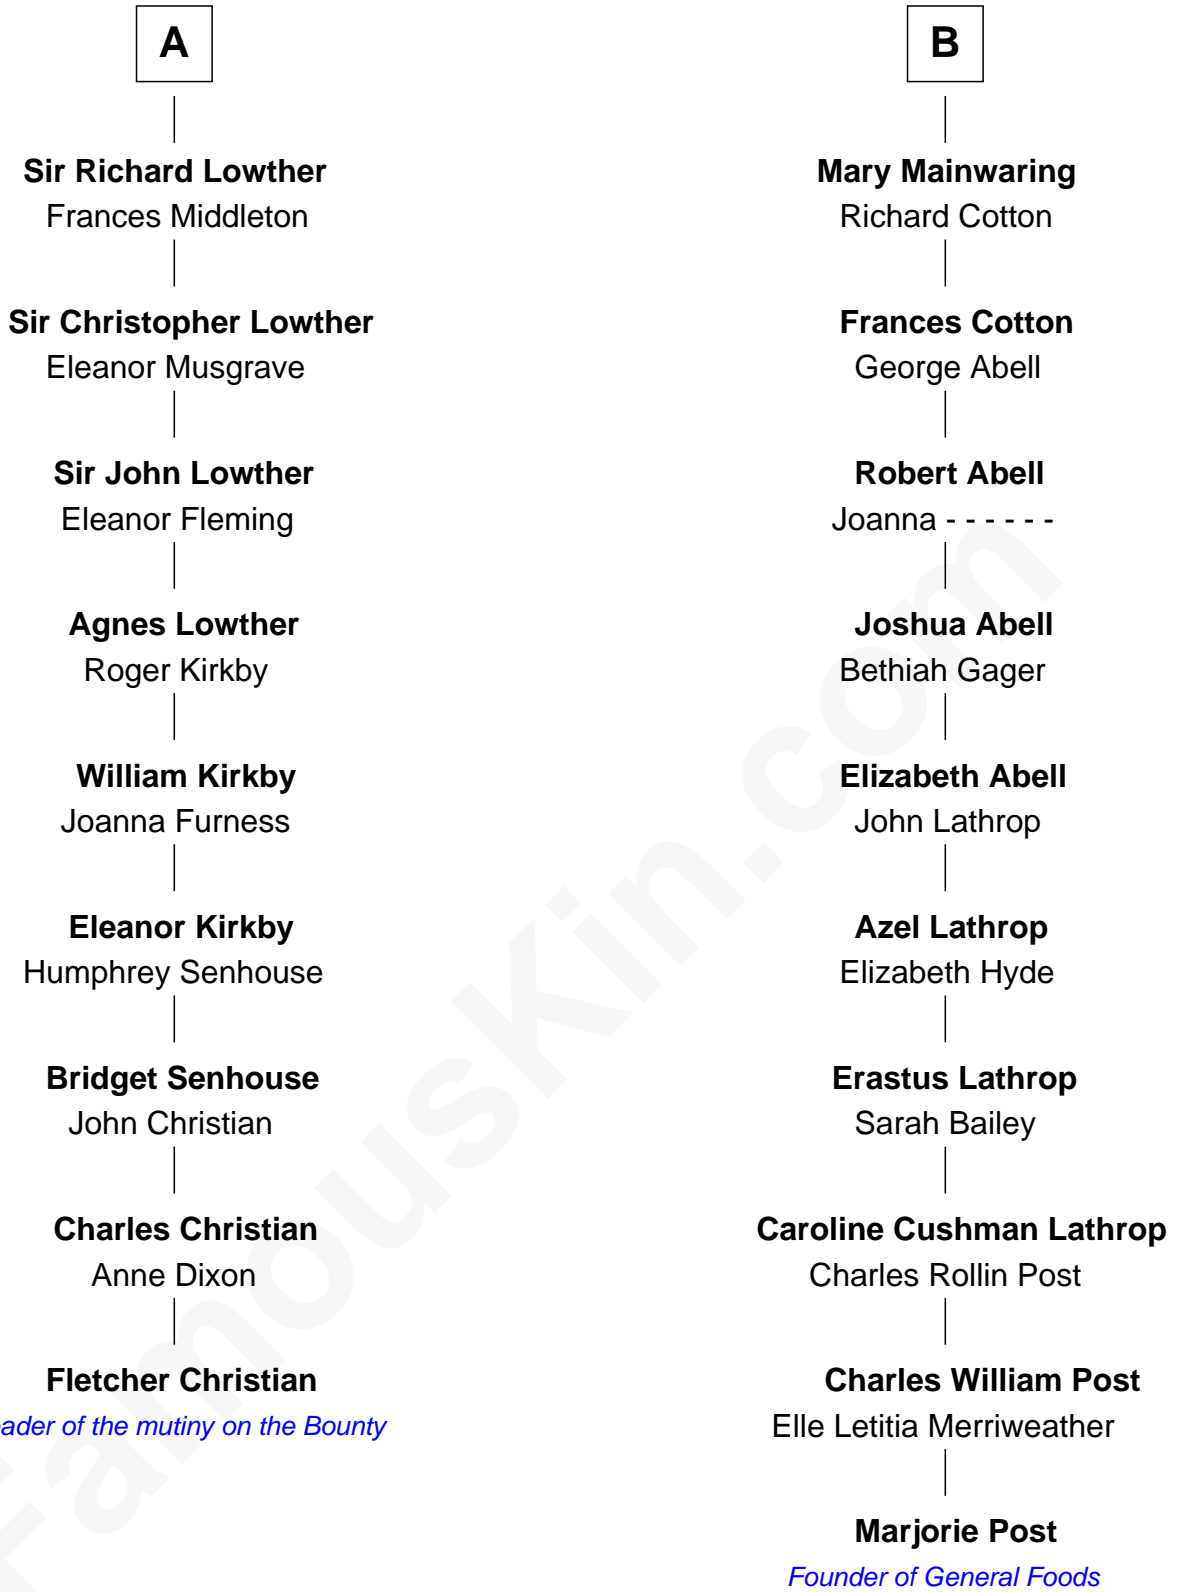 A
Sir Richard Lowther
Frances Middleton
Sir Christopher Lowther
Eleanor Musgrave
Sir John Lowther
Eleanor Fleming
Agnes Lowther
Roger Kirkby
William Kirkby
Joanna Furness
Eleanor Kirkby
Humphrey Senhouse
Bridget Senhouse
John Christian
Charles Christian
Anne Dixon
Fletcher Christian
of the mutiny on the Bounty
B
Mary Mainwaring
Richard Cotton
Frances Cotton
George Abell
Robert Abell
Joanna - - - - - -
Joshua Abell
Bethiah Gager
Elizabeth Abell
John Lathrop
Azel Lathrop
Elizabeth Hyde
Erastus Lathrop
Sarah Bailey
Caroline Cushman Lathrop
Charles Rollin Post
Charles William Post
Elle Letitia Merriweather
Marjorie Post
Founder of General Foods
FamousKin.com